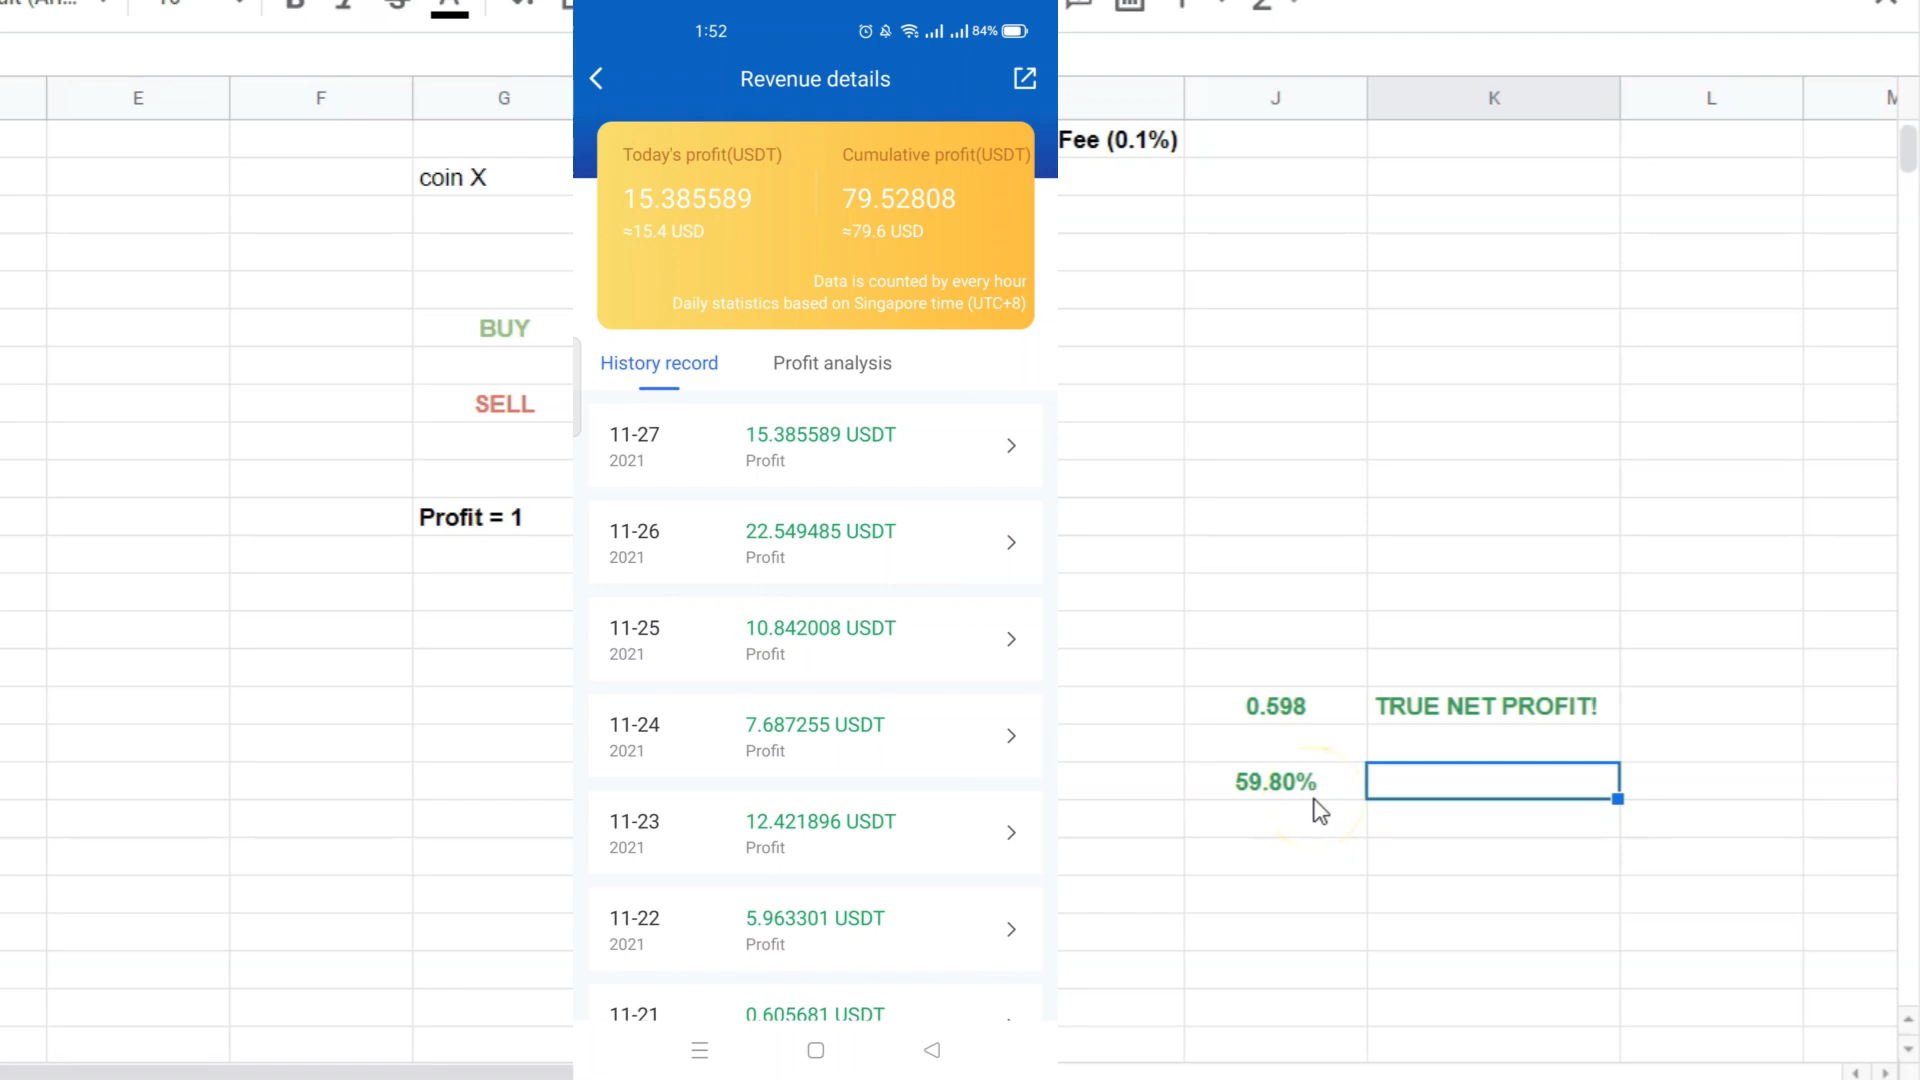 10
E
F
G
J
K
L
M
Fee (0.1%)
coin X
BUY
SELL
Profit = 1
1:52
84%
Revenue details
Today's profit(USDT)
Cumulative profit(USDT)
15.385589
79.52808
≈15.4 USD
≈79.6 USD
Data is counted by every hour
Daily statistics based on Singapore time (UTC+8)
History record
Profit analysis
11-27
15.385589 USDT
2021
Profit
11-26
22.549485 USDT
2021
Profit
11-25
10.842008 USDT
2021
Profit
11-24
7.687255 USDT
2021
Profit
11-23
12.421896 USDT
2021
Profit
11-22
5.963301 USDT
2021
Profit
11-21
0.605681 USDT
0.598
TRUE NET PROFIT!
59.80%